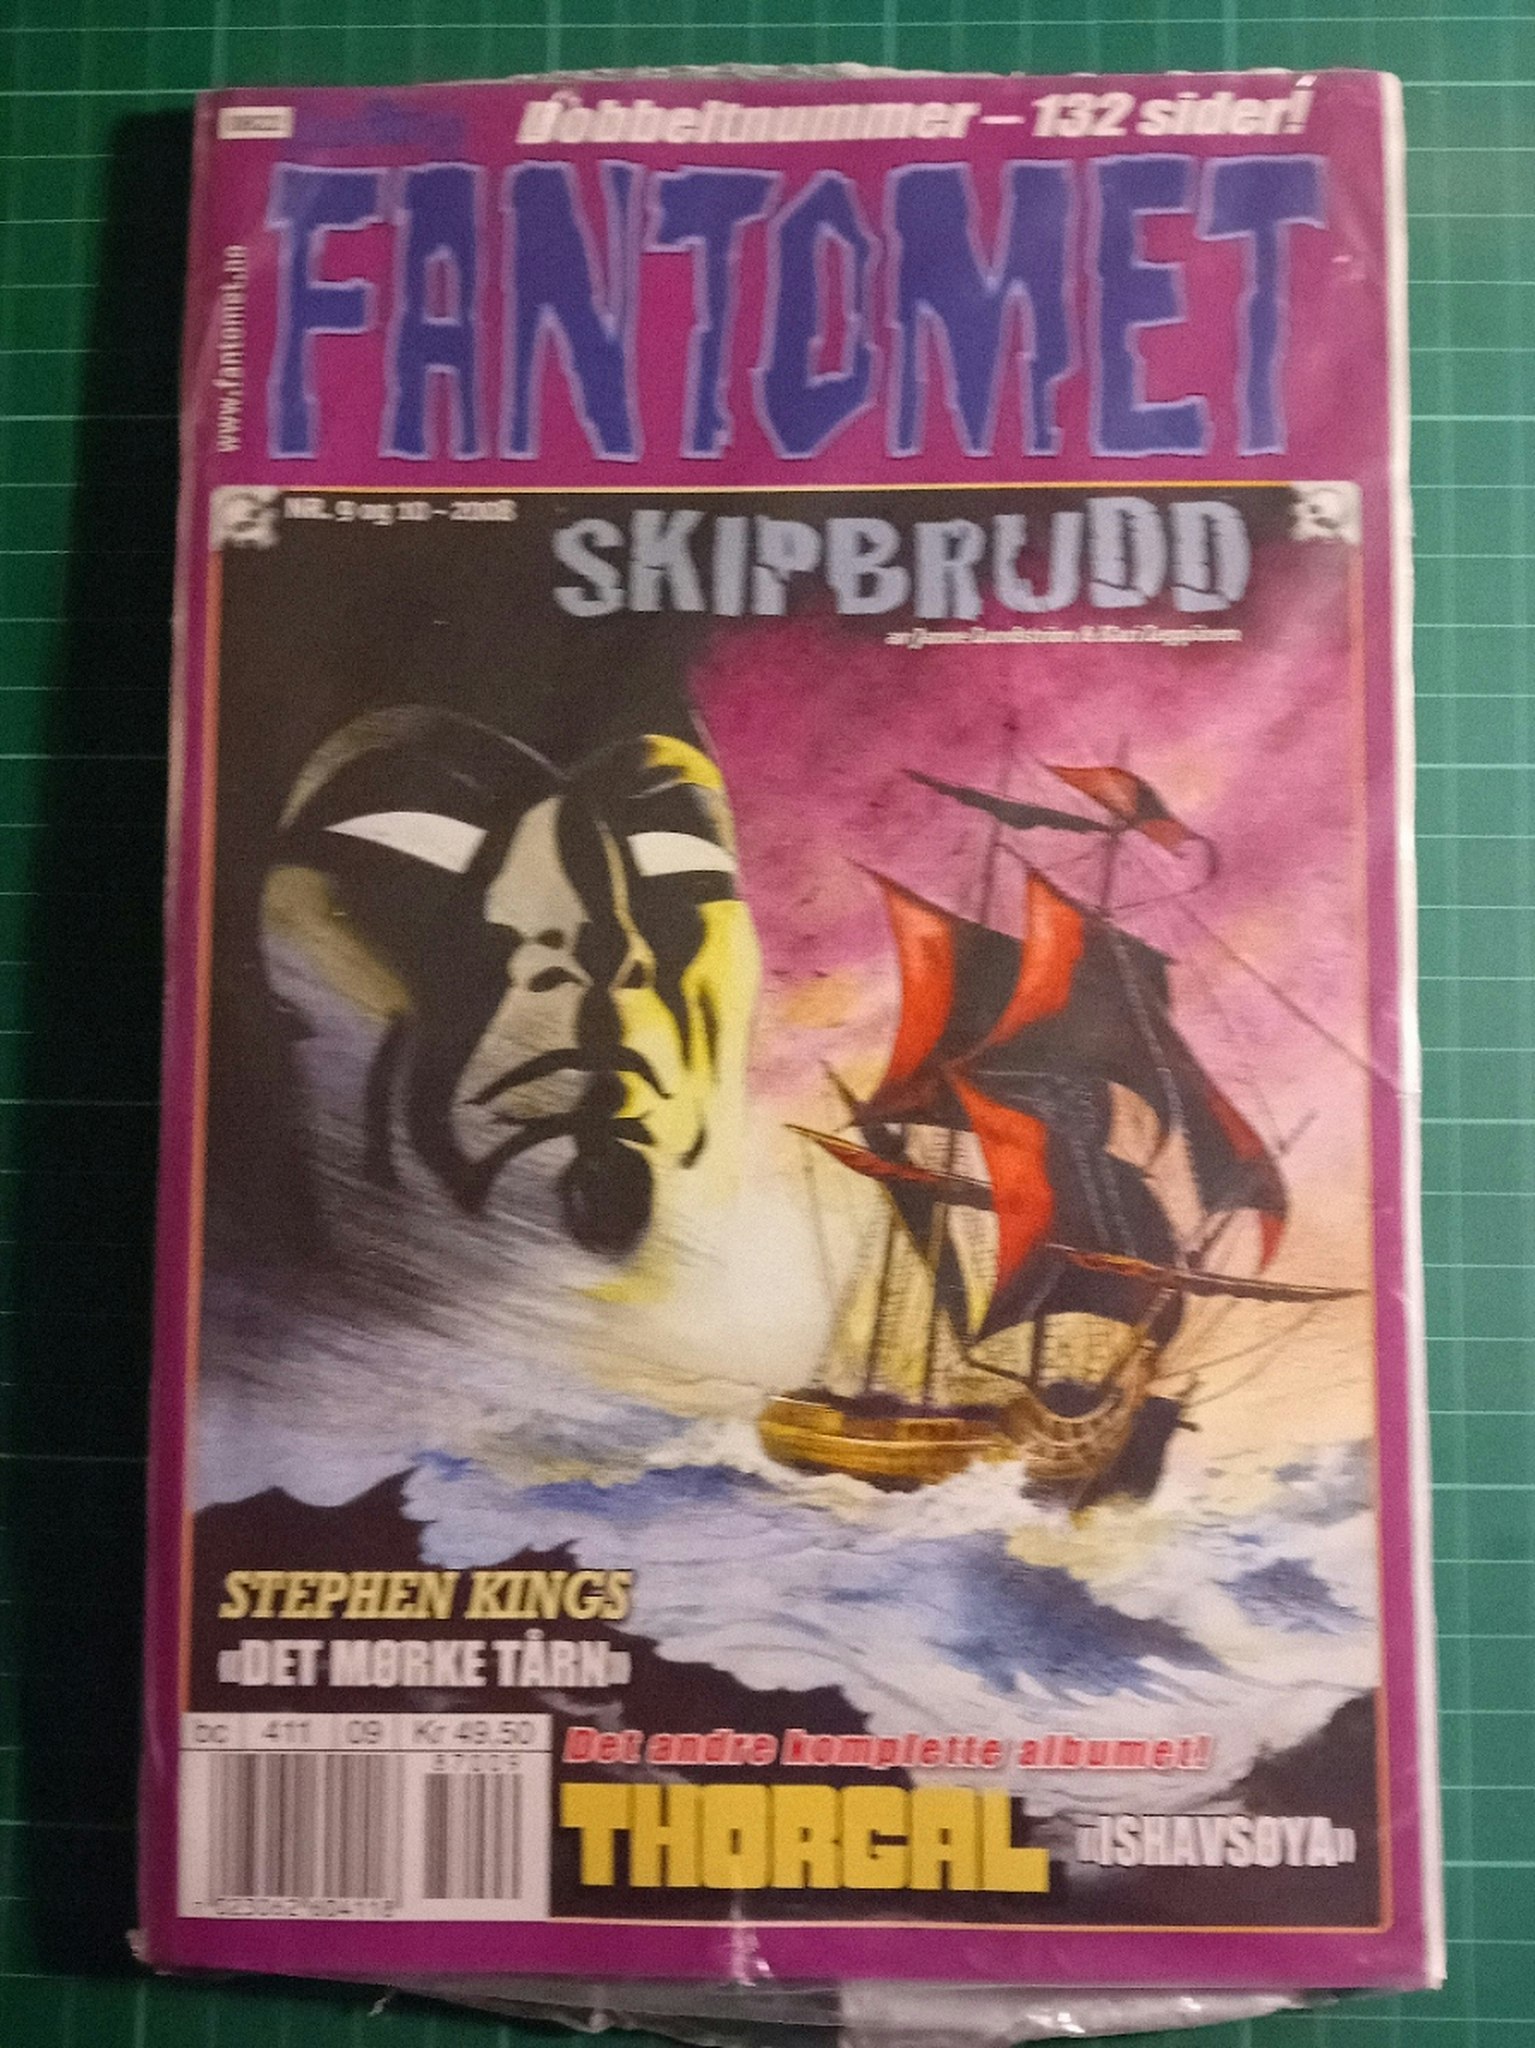 Dobbeltnummer – 132 sider!
FANTOMET
www.fantomet.no
NR. 9 og 10 - 2008
SKIPBRUDD
av
STEPHEN KINGS
«DET MØRKE TÅRN»
bc 411 09 Kr 49.50
Det andre komplette albumet!
THORGAL «ISHAVSØYA»